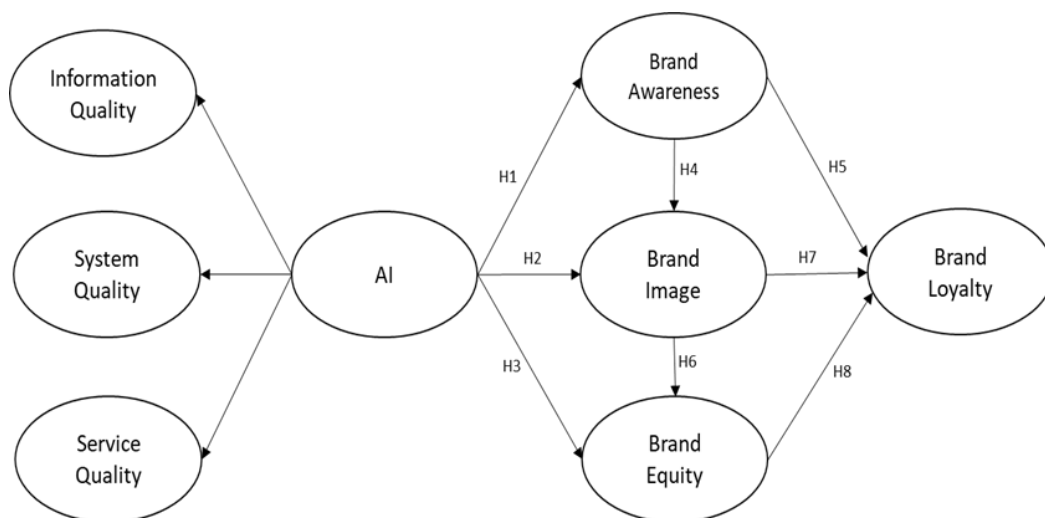 Information
Quality
System
Quality
Service
Quality
AI
H1
H2
H3
Brand
Awareness
H4
Brand
Image
H6
Brand
Equity
H5
H7
H8
Brand
Loyalty